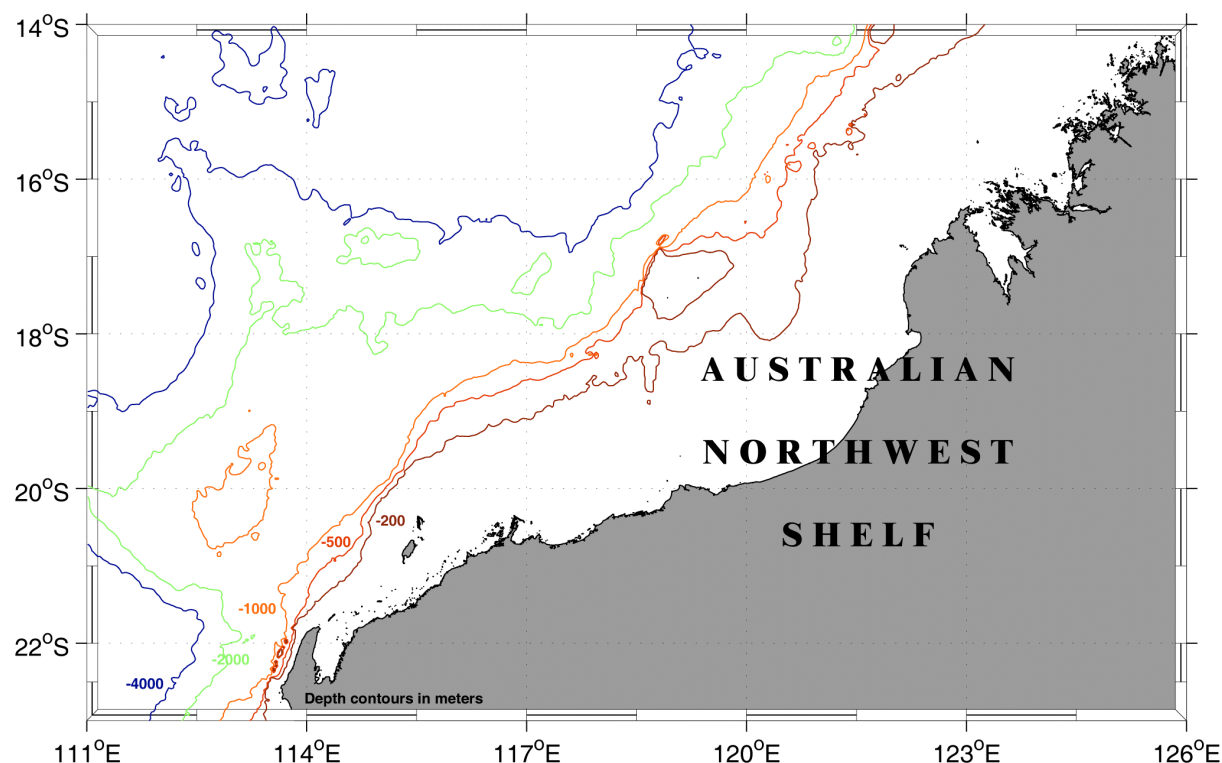 14°S
16°S
18°S
AUSTRALIAN
NORTHWEST
20°S
-200
SHELF
-500
-1000
22°S
-2000
-4000
Depth contours in meters
111°E 114°E 117°E 120°E 123°E 126°E